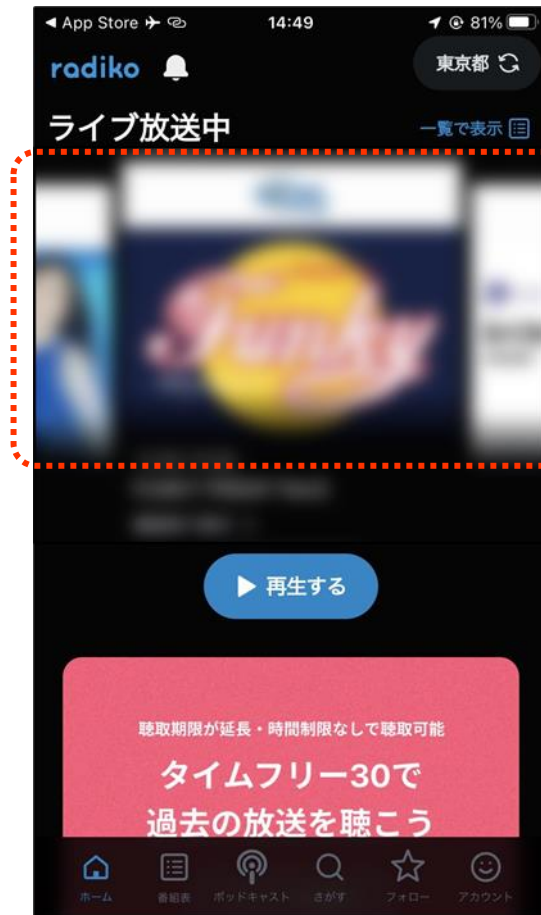 ◀ App Store
14:49
81%
radiko
東京都
ライブ放送中
一覧で表示
Funky
再生する
聴取期限が延長・時間制限なしで聴取可能
タイムフリー30で
過去の放送を聴こう
ホーム
番組表
ポッドキャスト
さがす
フォロー
アカウント